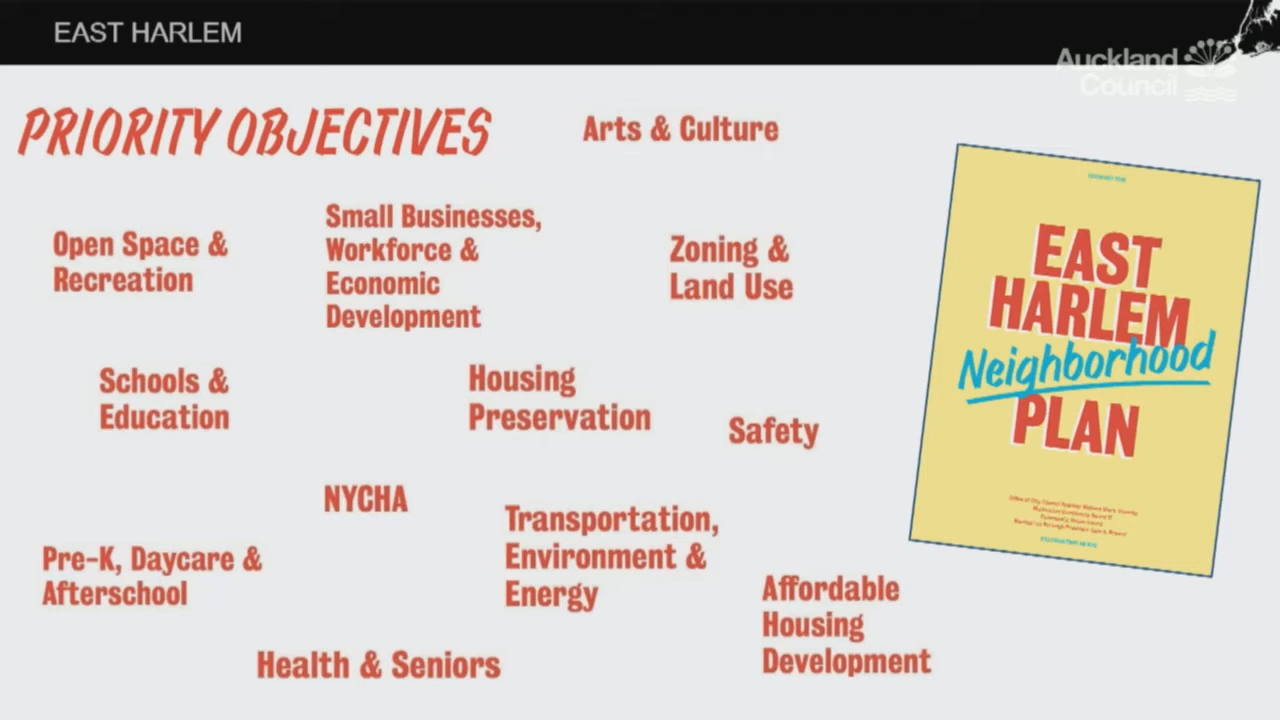 EAST HARLEM
Auckland
Council
PRIORITY OBJECTIVES
Arts & Culture
Open Space &
Recreation
Small Businesses,
Workforce &
Economic
Development
Zoning &
Land Use
Schools &
Education
Housing
Preservation
Safety
NYCHA
Transportation,
Environment &
Energy
Pre-K, Daycare &
Afterschool
Affordable
Housing
Development
Health & Seniors
EAST
HARLEM
Neighborhood
PLAN